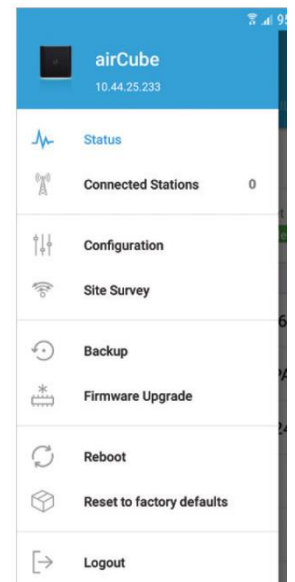 95
airCube
10.44.25.233
Status
Connected Stations 0
Configuration
Site Survey
Backup
Firmware Upgrade
Reboot
Reset to factory defaults
Logout